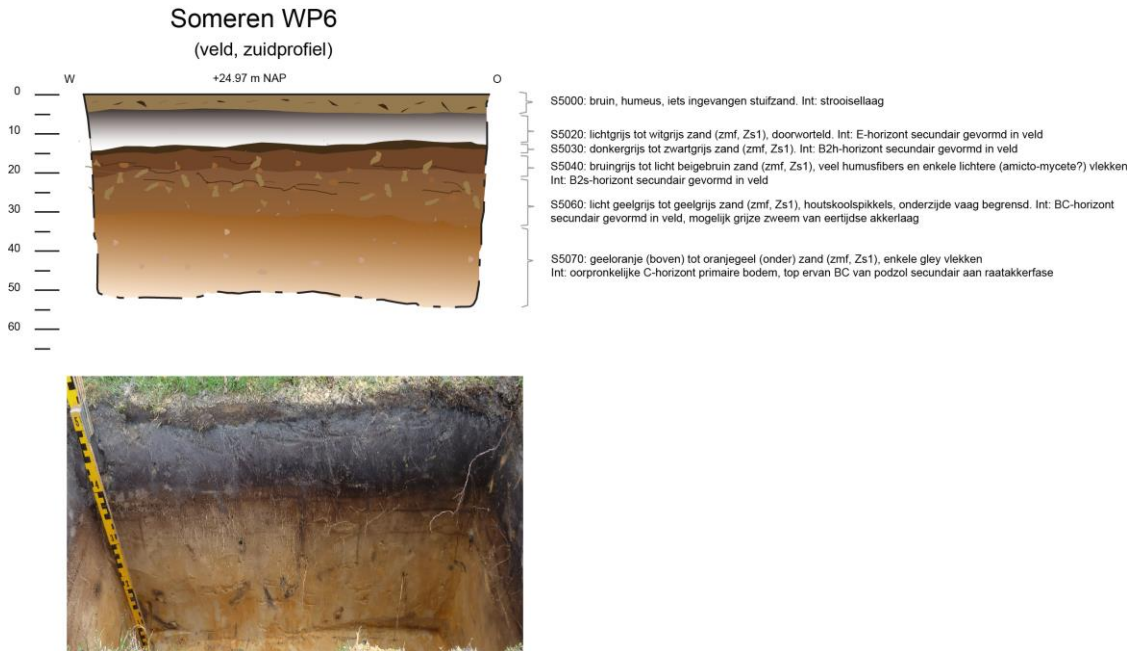 Someren WP6
(veld, zuidprofiel)
W
+24.97 m NAP
O
0
10
20
30
40
50
60
S5000: bruin, humeus, iets ingevangen stuifzand. Int: strooisellaag
S5020: lichtgrijs tot witgrijs zand (zmf, Zs1), doorworteld. Int: E-horizont secundair gevormd in veld
S5030: donkergrijs tot zwartgrijs zand (zmf, Zs1). Int: B2h-horizont secundair gevormd in veld
S5040: bruingrijs tot licht beigebruin zand (zmf, Zs1), veel humusfibers en enkele lichtere (amicto-mycete?) vlekken
Int: B2s-horizont secundair gevormd in veld
S5060: licht geelgrijs tot geelgrijs zand (zmf, Zs1), houtskoolspikkels, onderzijde vaag begrensd. Int: BC-horizont
secundair gevormd in veld, mogelijk grijze zweem van eertijdse akkerlaag
S5070: geeloranje (boven) tot oranjegeel (onder) zand (zmf, Zs1), enkele gley vlekken
Int: oorpronkelijke C-horizont primaire bodem, top ervan BC van podzol secundair aan raatakkerfase